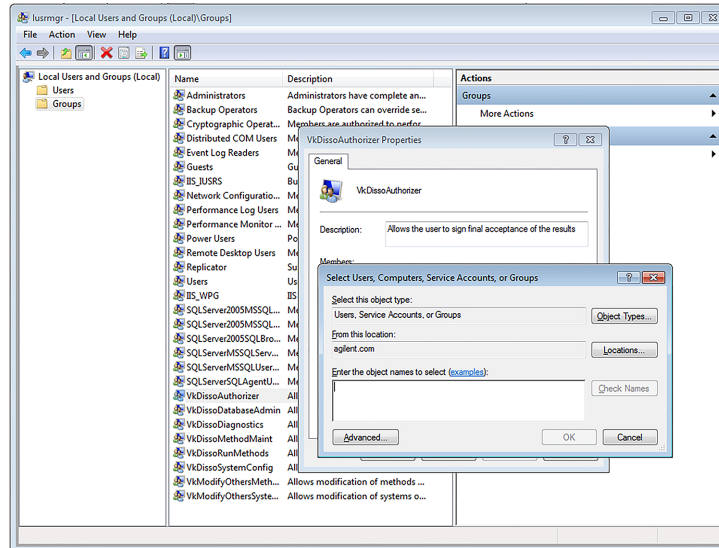 lusrmgr - [Local Users and Groups (Local)\Groups]
File Action View Help
Local Users and Groups (Local)
Users
Groups
Name Description
Administrators Administrators have complete an...
Backup Operators Backup Operators can override se...
Cryptographic Operat... Members are authorized to perfor...
Distributed COM Users
Event Log Readers
Guests
IIS_IUSRS
Network Configuratio...
Performance Log Users
Performance Monitor ...
Power Users
Remote Desktop Users
Replicator
Users
IIS_WPG
SQLServer2005MSSQL...
SQLServer2005MSSQL...
SQLServer2005SQLBro...
SQLServerMSSQLServ...
SQLServerMSSQLUser...
SQLServerSQLAgentU...
VkDissoAuthorizer
VkDissoDatabaseAdmin
VkDissoDiagnostics
VkDissoMethodMaint
VkDissoRunMethods
VkDissoSystemConfig
VkModifyOthersMeth... Allows modification of methods ...
VkModifyOthersSyste... Allows modification of systems o...
Actions
Groups
More Actions
VkDissoAuthorizer Properties
General
VkDissoAuthorizer
Description: Allows the user to sign final acceptance of the results
Members:
Select Users, Computers, Service Accounts, or Groups
Select this object type:
Users, Service Accounts, or Groups
Object Types...
From this location:
agilent.com
Locations...
Enter the object names to select (examples):
Check Names
Advanced...
OK
Cancel